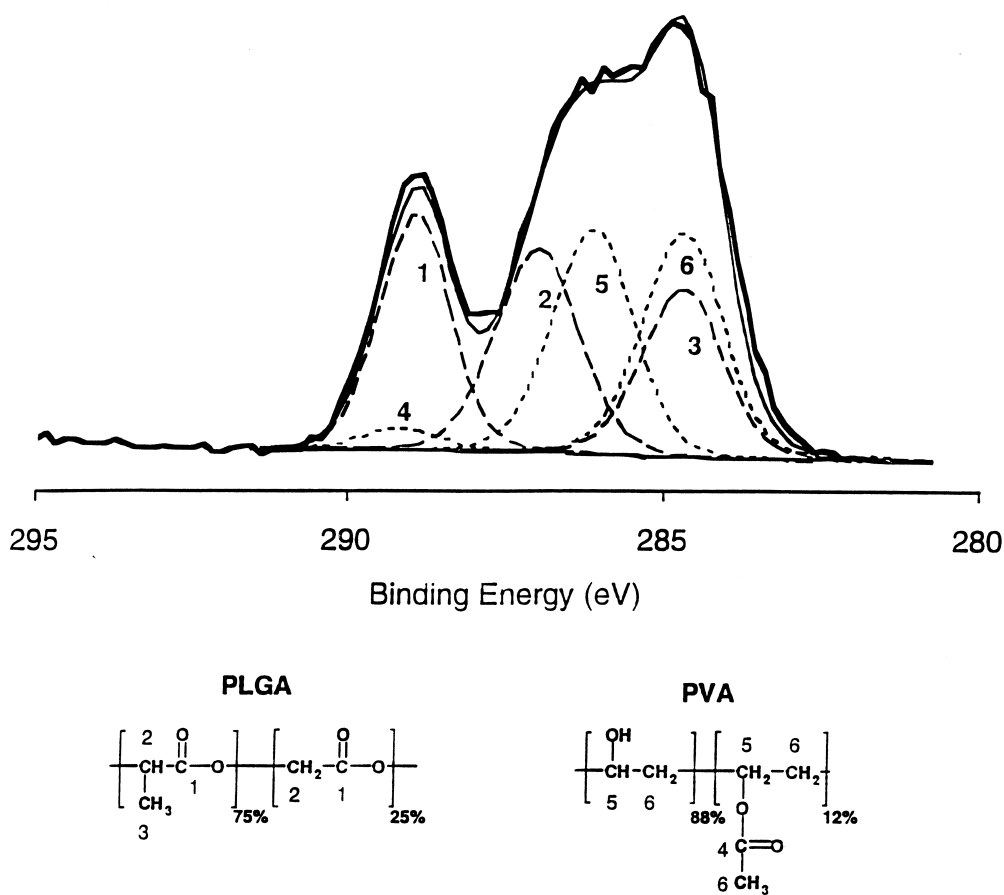 1
2
5
6
3
4
295 290 285 280
Binding Energy (eV)
PLGA
PVA
2 O O
CH C O CH₂ C O
1 2 1
CH₃
3
75% 25%
OH 5 6
CH CH₂ CH₂ CH₂
5 6
88% 12%
O
4 C O
6 CH₃